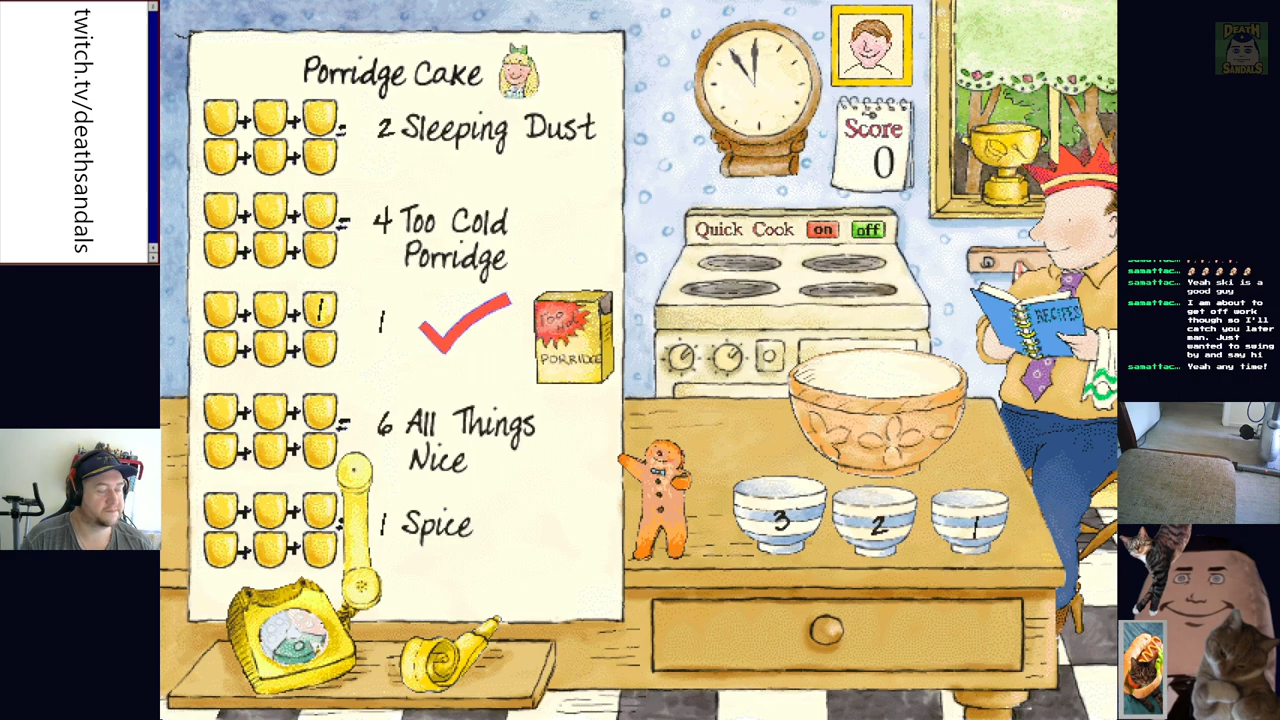 twitch.tv/deathsandals
DEATH
SANDALS
Porridge Cake
+ + = 2 Sleeping Dust
+ +
+ + = 4 Too Cold
+ + Porridge
+ + 1 1
+ +
Too Hot
PORRIDGE
+ + = 6 All Things
+ + Nice
+ + = 1 Spice
+ +
Score
0
Quick Cook on off
RECIPES
3 2 1
samattac…
samattac… Yeah ski is a
good guy
samattac… I am about to
get off work
though so I'll
catch you later
man. Just
wanted to swing
by and say hi
samattac… Yeah any time!